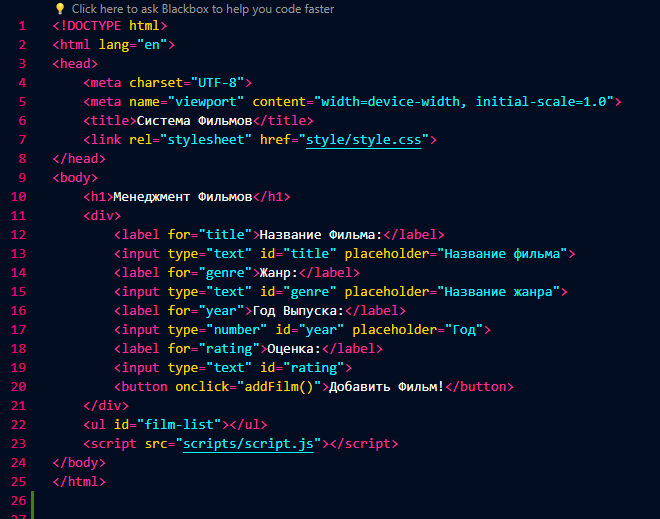 Click here to ask Blackbox to help you code faster
1 <!DOCTYPE html>
2 <html lang="en">
3 <head>
4     <meta charset="UTF-8">
5     <meta name="viewport" content="width=device-width, initial-scale=1.0">
6     <title>Система Фильмов</title>
7     <link rel="stylesheet" href="style/style.css">
8 </head>
9 <body>
10     <h1>Менеджмент Фильмов</h1>
11     <div>
12         <label for="title">Название Фильма:</label>
13         <input type="text" id="title" placeholder="Название фильма">
14         <label for="genre">Жанр:</label>
15         <input type="text" id="genre" placeholder="Название жанра">
16         <label for="year">Год Выпуска:</label>
17         <input type="number" id="year" placeholder="Год">
18         <label for="rating">Оценка:</label>
19         <input type="text" id="rating">
20         <button onclick="addFilm()">Добавить Фильм!</button>
21     </div>
22     <ul id="film-list"></ul>
23     <script src="scripts/script.js"></script>
24 </body>
25 </html>
26
27